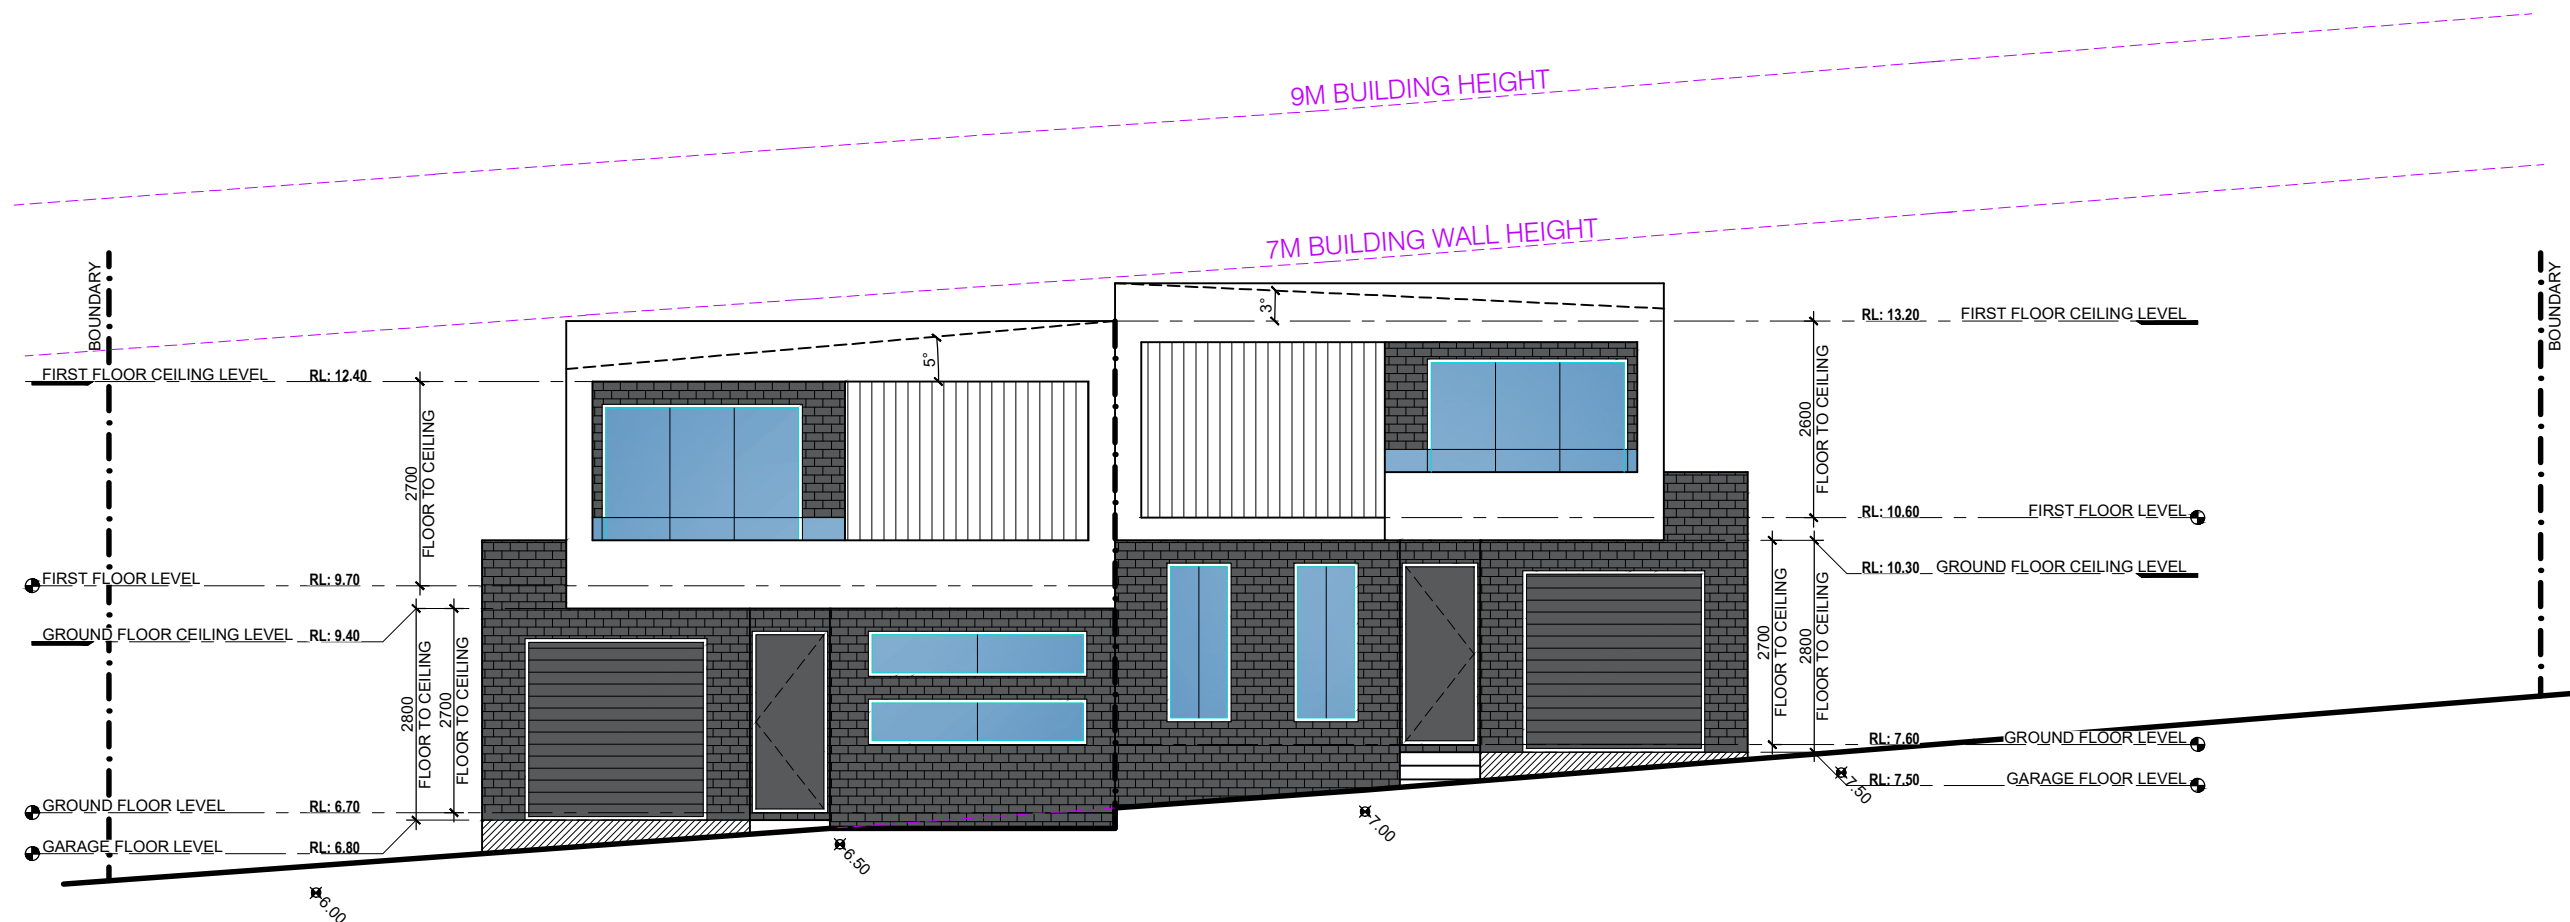 9M BUILDING HEIGHT
7M BUILDING WALL HEIGHT
BOUNDARY
BOUNDARY
3°
5°
FIRST FLOOR CEILING LEVEL RL: 12.40
2700
FLOOR TO CEILING
FIRST FLOOR LEVEL RL: 9.70
GROUND FLOOR CEILING LEVEL RL: 9.40
2800
FLOOR TO CEILING
2700
FLOOR TO CEILING
GROUND FLOOR LEVEL RL: 6.70
GARAGE FLOOR LEVEL RL: 6.80
RL: 13.20 FIRST FLOOR CEILING LEVEL
2600
FLOOR TO CEILING
RL: 10.60 FIRST FLOOR LEVEL
RL: 10.30 GROUND FLOOR CEILING LEVEL
2700
FLOOR TO CEILING
2800
FLOOR TO CEILING
RL: 7.60 GROUND FLOOR LEVEL
RL: 7.50 GARAGE FLOOR LEVEL
6.00
6.50
7.00
7.50